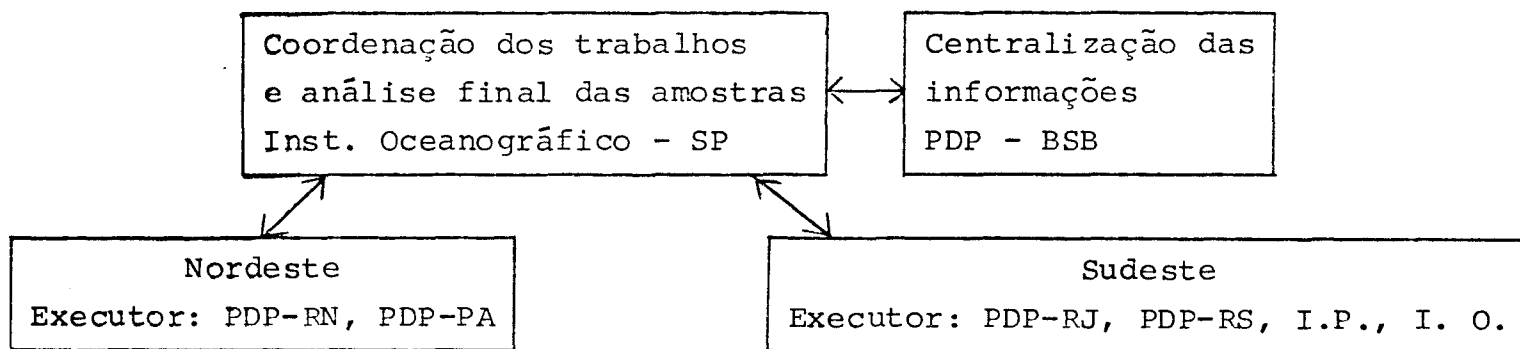 Coordenação dos trabalhos
e análise final das amostras
Inst. Oceanográfico - SP
Centralização das
informações
PDP - BSB
Nordeste
Executor: PDP-RN, PDP-PA
Sudeste
Executor: PDP-RJ, PDP-RS, I.P., I. O.